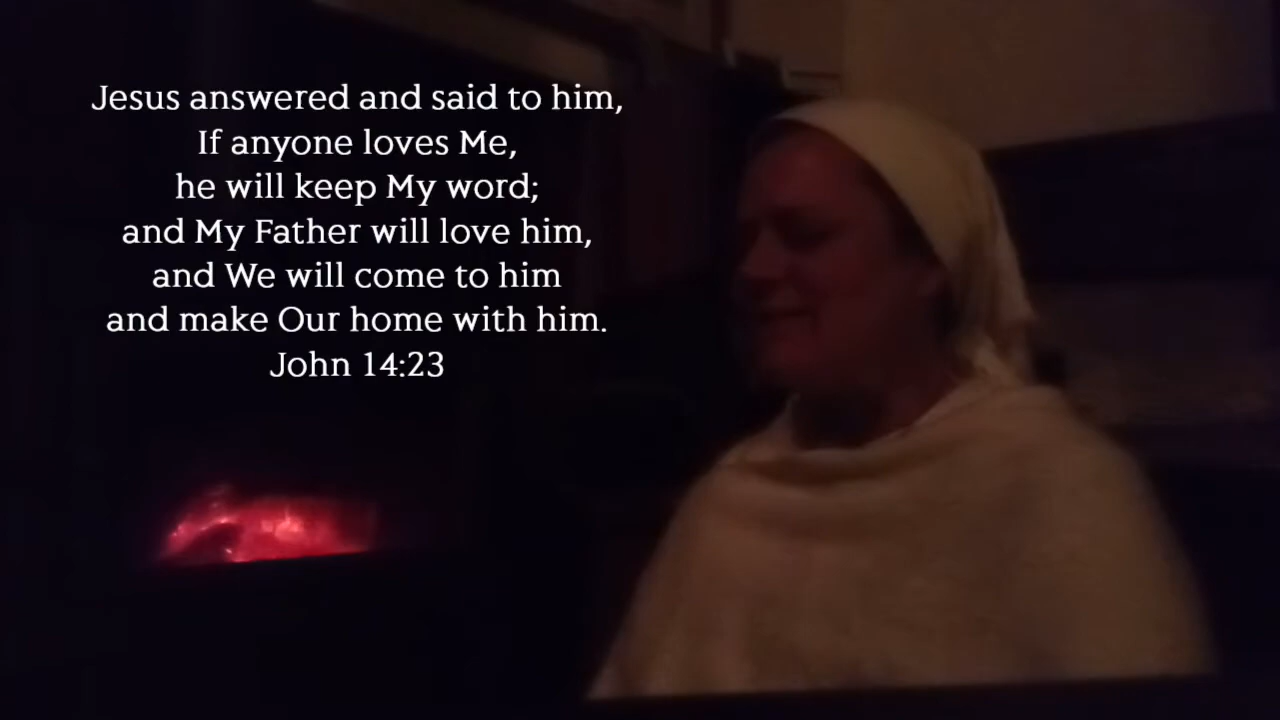 Jesus answered and said to him,
If anyone loves Me,
he will keep My word;
and My Father will love him,
and We will come to him
and make Our home with him.
John 14:23